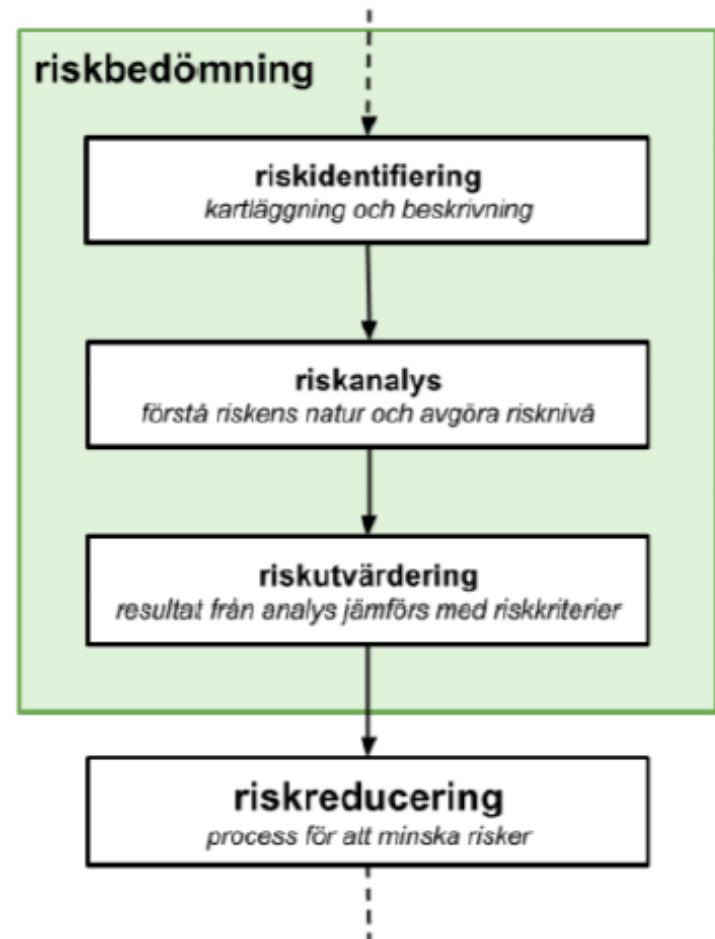 riskbedömning
riskidentifiering
kartläggning och beskrivning
riskanalys
förstå riskens natur och avgöra risknivå
riskutvärdering
resultat från analys jämförs med riskkriterier
riskreducering
process för att minska risker